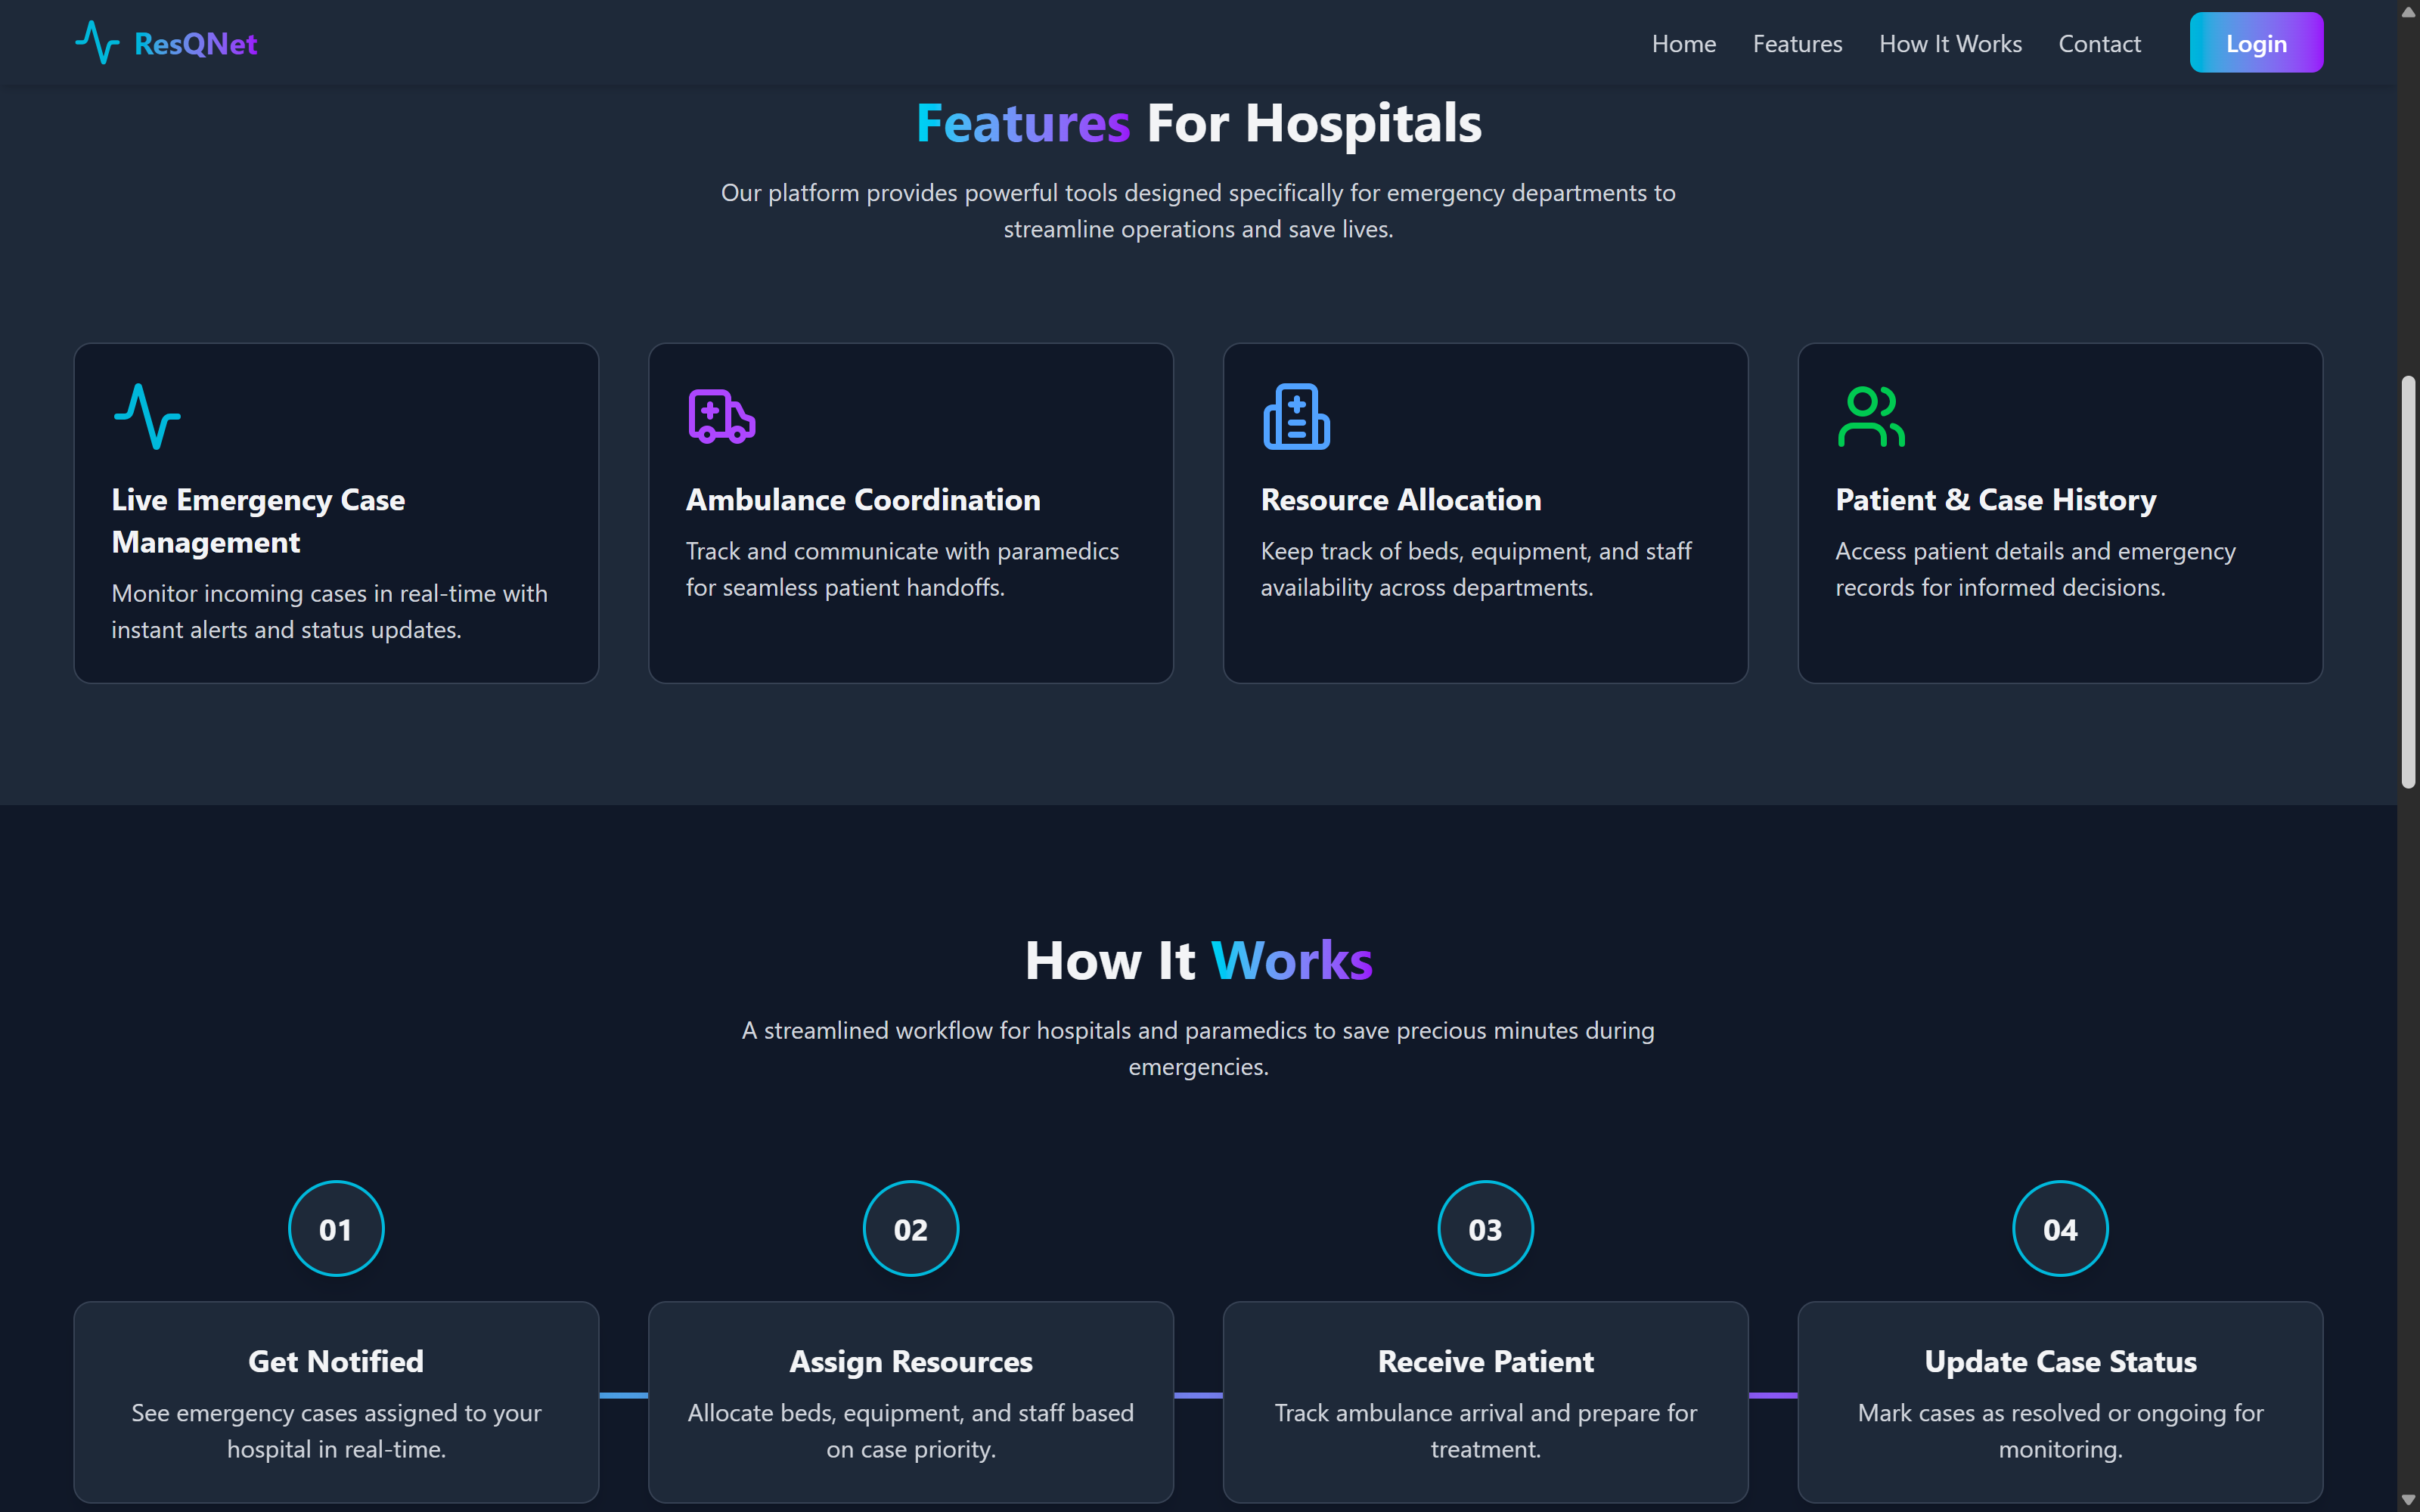 ResQNet
Home Features How It Works Contact Login
Features For Hospitals
Our platform provides powerful tools designed specifically for emergency departments to
streamline operations and save lives.
Live Emergency Case
Management
Monitor incoming cases in real-time with
instant alerts and status updates.
Ambulance Coordination
Track and communicate with paramedics
for seamless patient handoffs.
Resource Allocation
Keep track of beds, equipment, and staff
availability across departments.
Patient & Case History
Access patient details and emergency
records for informed decisions.
How It Works
A streamlined workflow for hospitals and paramedics to save precious minutes during
emergencies.
01
Get Notified
See emergency cases assigned to your
hospital in real-time.
02
Assign Resources
Allocate beds, equipment, and staff based
on case priority.
03
Receive Patient
Track ambulance arrival and prepare for
treatment.
04
Update Case Status
Mark cases as resolved or ongoing for
monitoring.